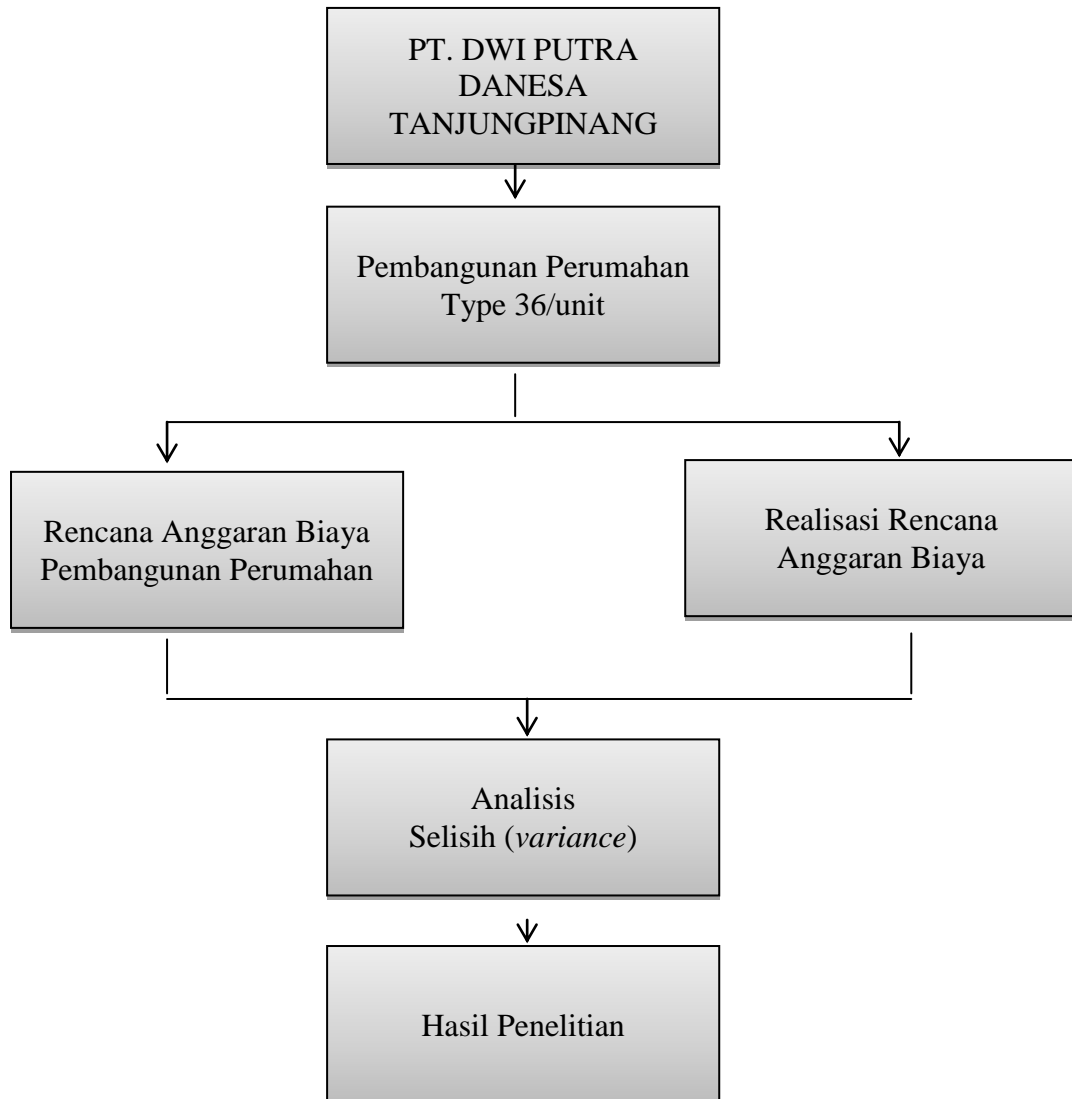 PT. DWI PUTRA
DANESA
TANJUNGPINANG
Pembangunan Perumahan
Type 36/unit
Rencana Anggaran Biaya
Pembangunan Perumahan
Realisasi Rencana
Anggaran Biaya
Analisis
Selisih (variance)
Hasil Penelitian